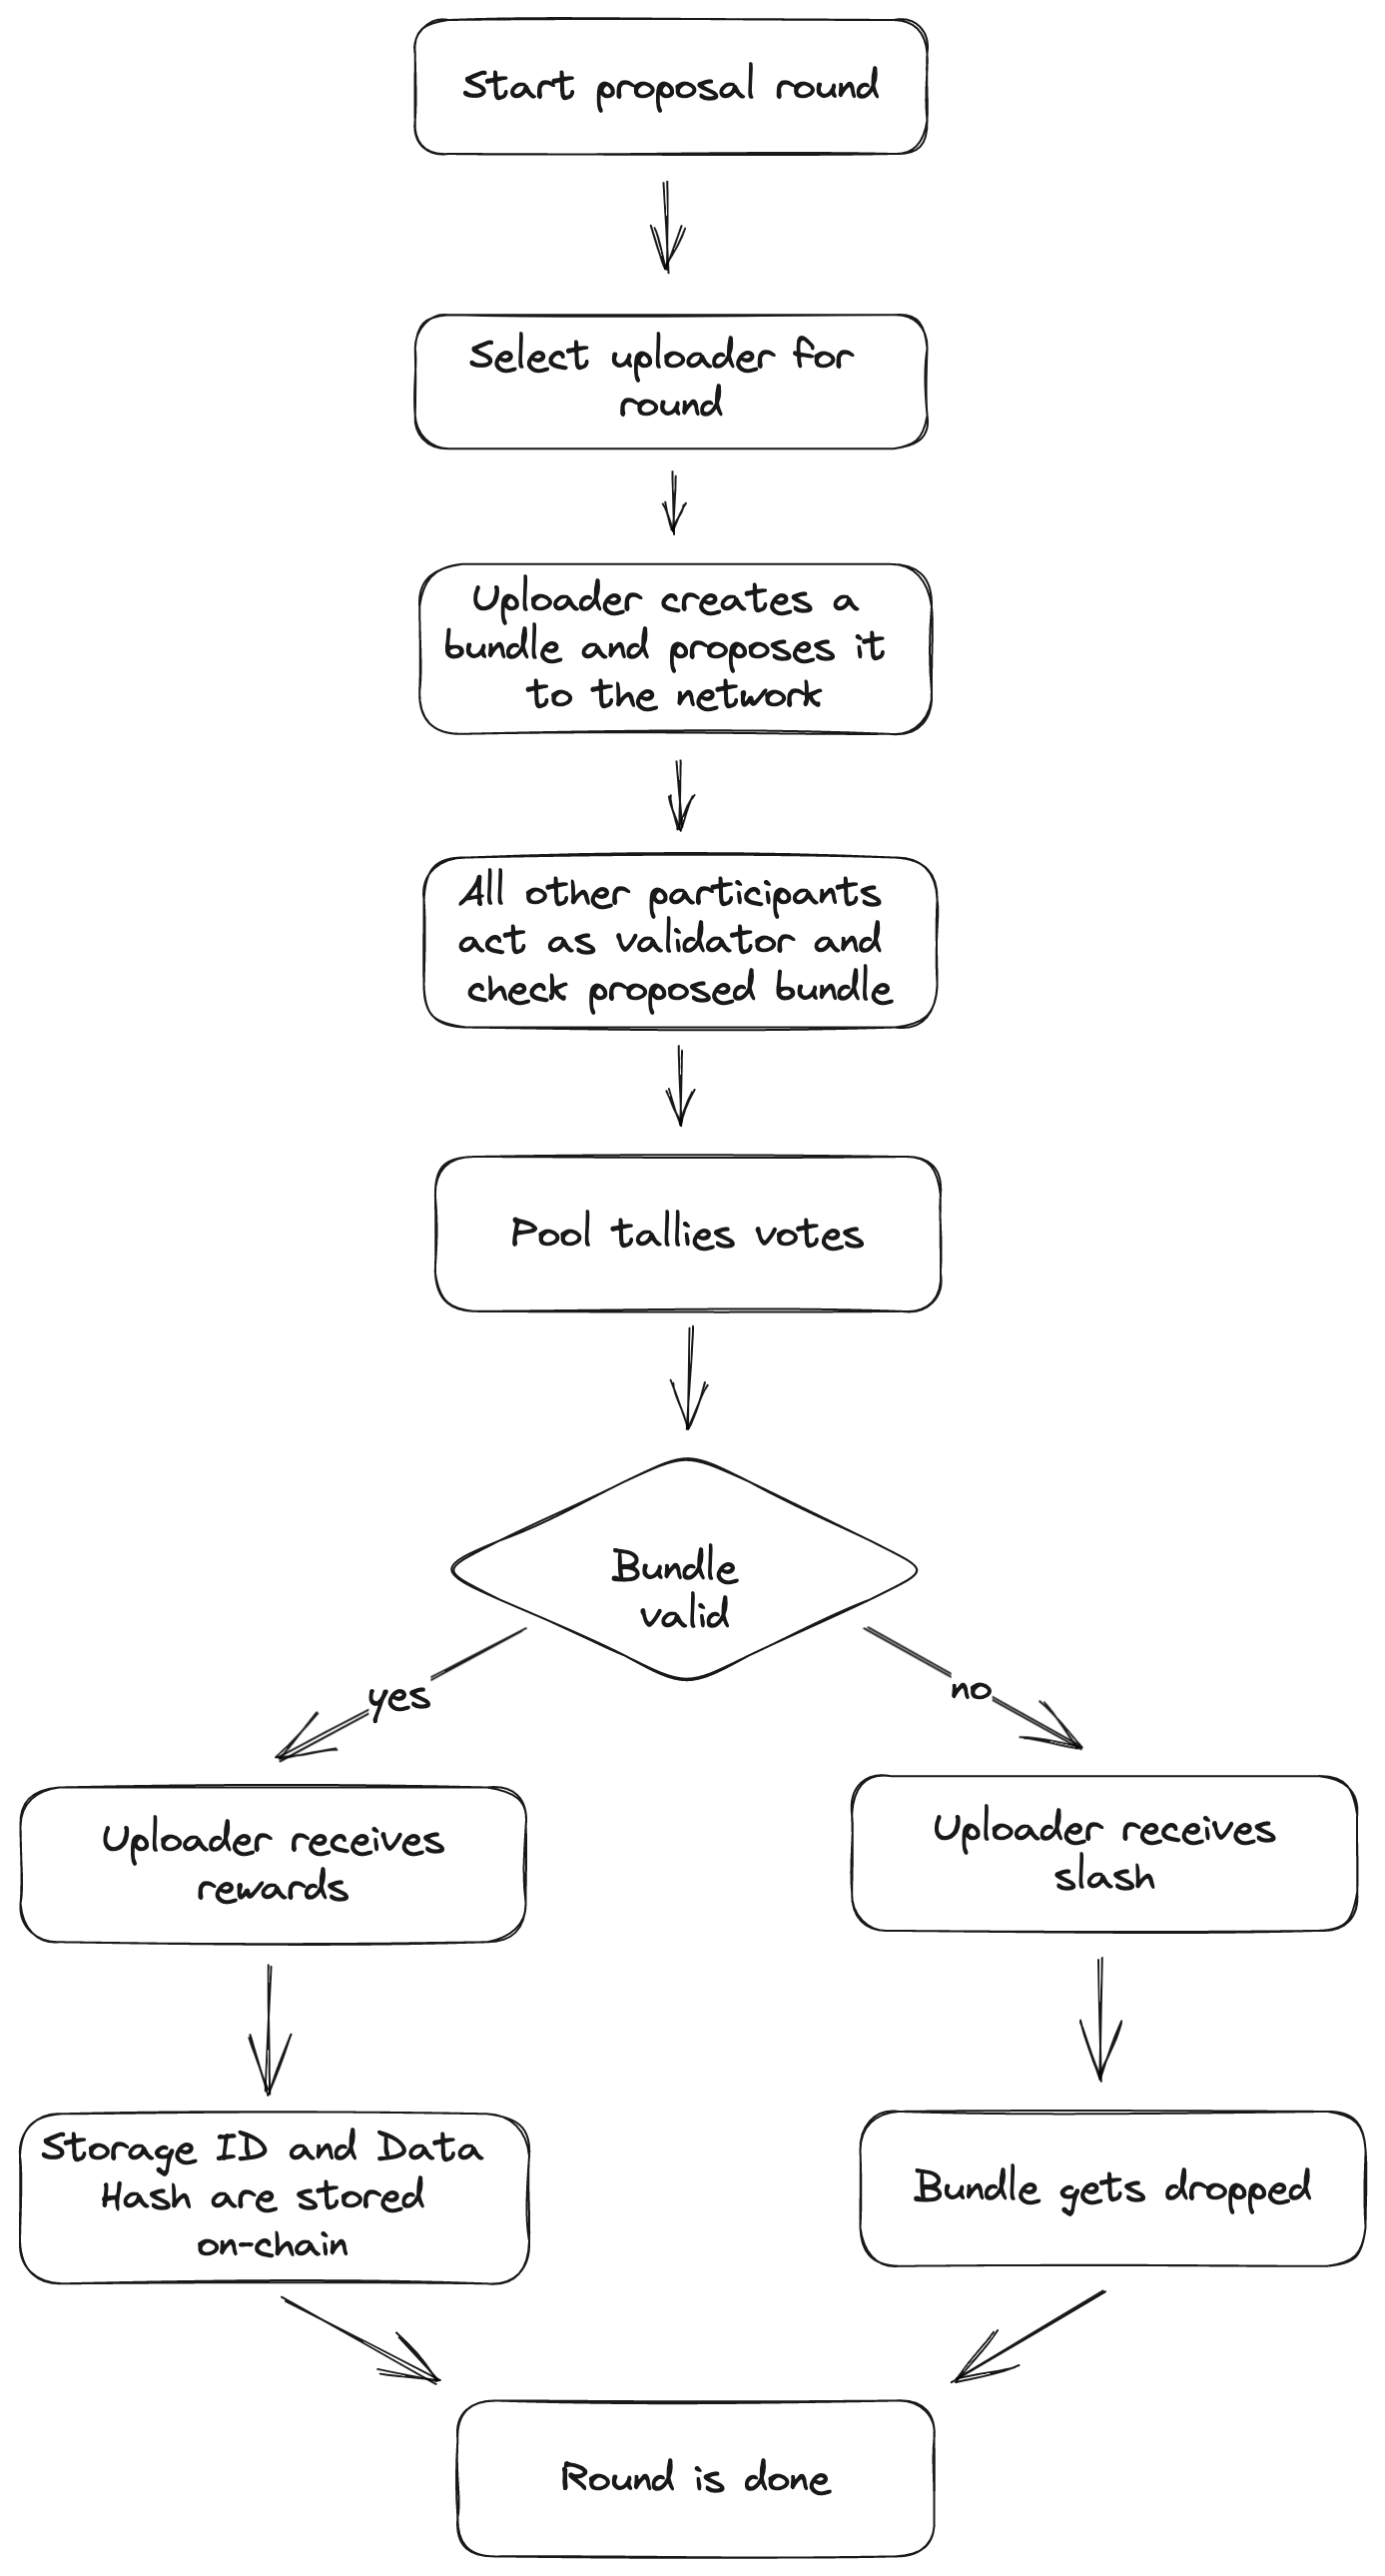 Start proposal round
Select uploader for
round
Uploader creates a
bundle and proposes it
to the network
All other participants
act as validator and
check proposed bundle
Pool tallies votes
Bundle
valid
yes
no
Uploader receives
rewards
Uploader receives
slash
Storage ID and Data
Hash are stored
on-chain
Bundle gets dropped
Round is done